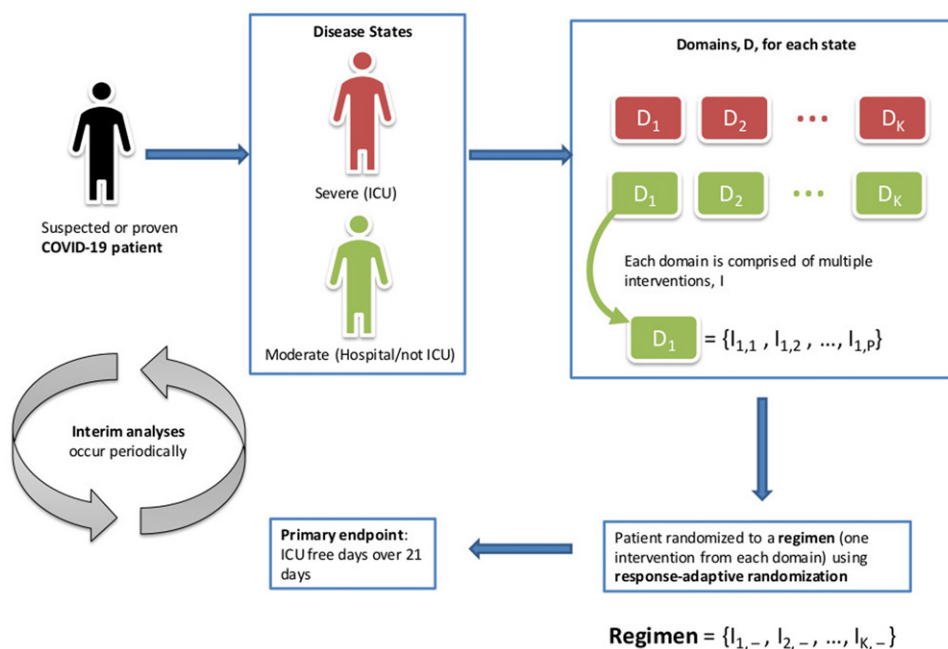 Disease States
Severe (ICU)
Moderate (Hospital/not ICU)
Suspected or proven
COVID-19 patient
Domains, D, for each state
D₁ D₂ ••• Dₖ
D₁ D₂ ••• Dₖ
Each domain is comprised of multiple
interventions, I
D₁ = {I₁,₁ , I₁,₂ , ..., I₁,P}
Interim analyses
occur periodically
Primary endpoint:
ICU free days over 21
days
Patient randomized to a regimen (one
intervention from each domain) using
response-adaptive randomization
Regimen = {I₁,₋ , I₂,₋ , ..., Iₖ,₋}